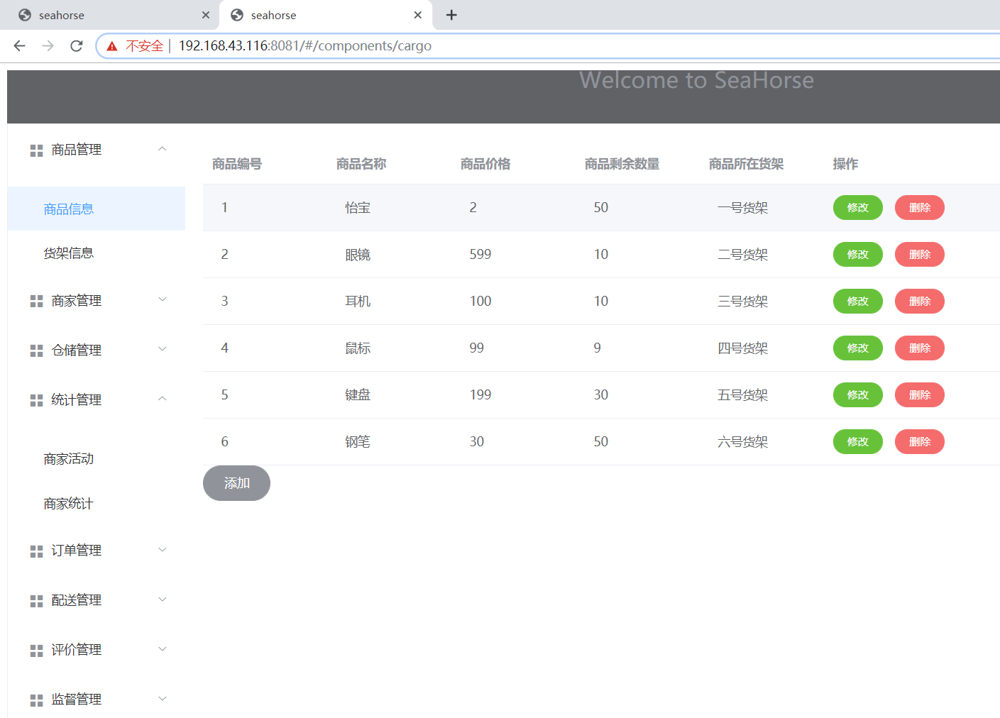 seahorse
seahorse
不安全 | 192.168.43.116:8081/#/components/cargo
Welcome to SeaHorse
商品管理
商品信息
货架信息
商家管理
仓储管理
统计管理
商家活动
商家统计
订单管理
配送管理
评价管理
监督管理
商品编号 商品名称 商品价格 商品剩余数量 商品所在货架 操作
1 怡宝 2 50 一号货架 修改 删除
2 眼镜 599 10 二号货架 修改 删除
3 耳机 100 10 三号货架 修改 删除
4 鼠标 99 9 四号货架 修改 删除
5 键盘 199 30 五号货架 修改 删除
6 钢笔 30 50 六号货架 修改 删除
添加